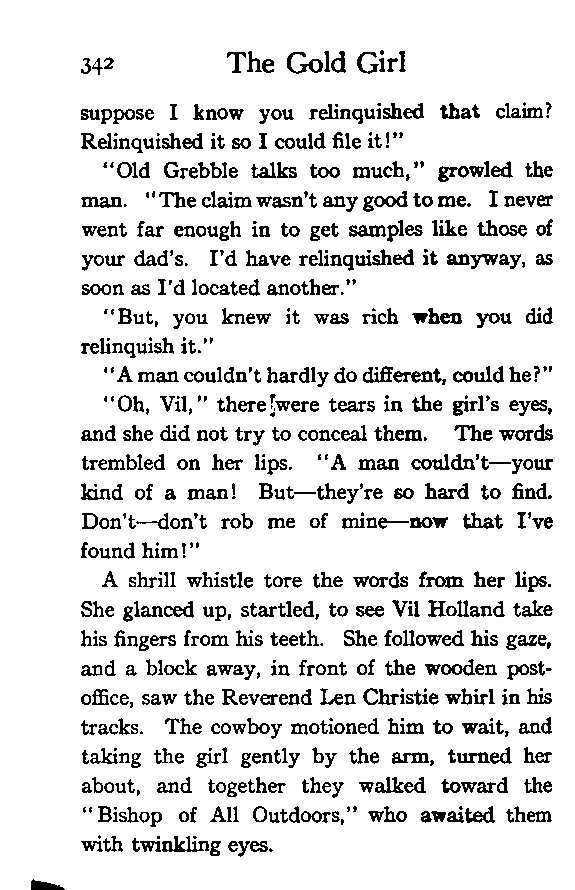 342 The Gold Girl
suppose I know you relinquished that claim?
Relinquished it so I could file it!"
"Old Grebble talks too much," growled the
man. "The claim wasn't any good to me. I never
went far enough in to get samples like those of
your dad's. I'd have relinquished it anyway, as
soon as I'd located another."
"But, you knew it was rich when you did
relinquish it."
"A man couldn't hardly do different, could he?"
"Oh, Vil," there were tears in the girl's eyes,
and she did not try to conceal them. The words
trembled on her lips. "A man couldn't—your
kind of a man! But—they're so hard to find.
Don't—don't rob me of mine—now that I've
found him!"
A shrill whistle tore the words from her lips.
She glanced up, startled, to see Vil Holland take
his fingers from his teeth. She followed his gaze,
and a block away, in front of the wooden post-
office, saw the Reverend Len Christie whirl in his
tracks. The cowboy motioned him to wait, and
taking the girl gently by the arm, turned her
about, and together they walked toward the
"Bishop of All Outdoors," who awaited them
with twinkling eyes.